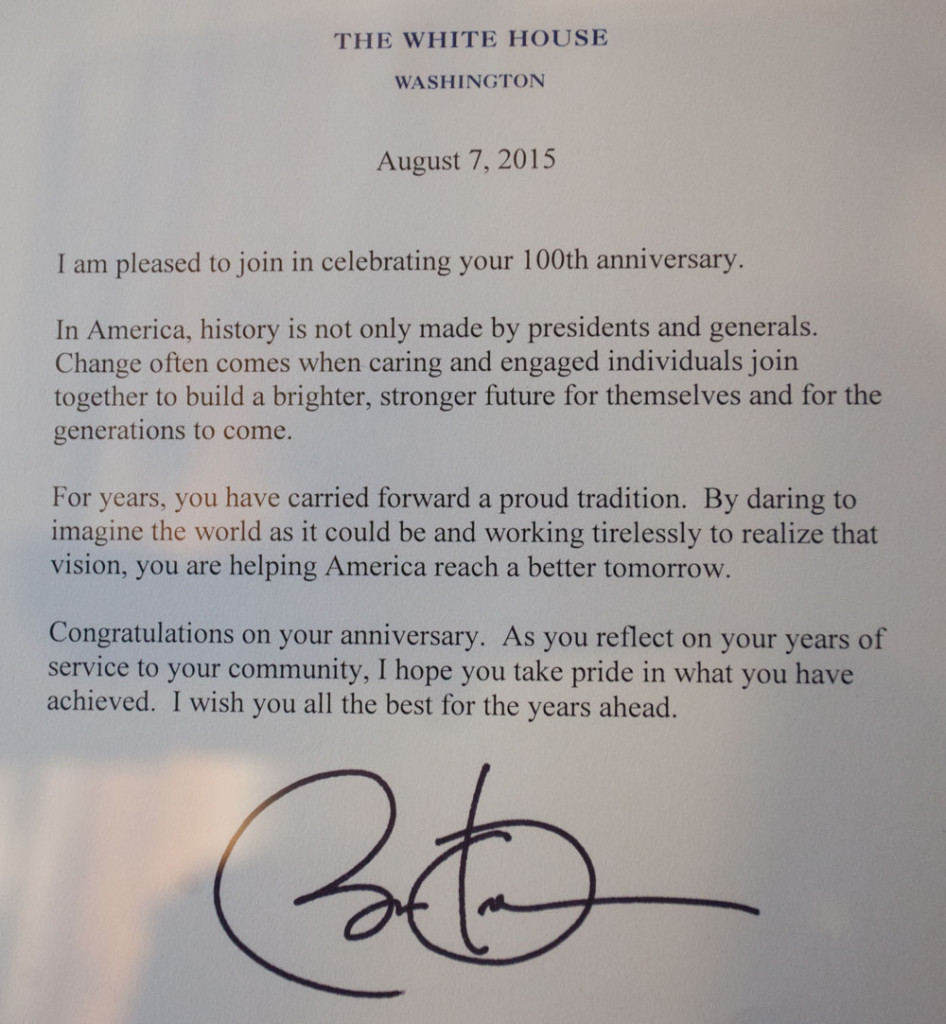 THE WHITE HOUSE
WASHINGTON
August 7, 2015
I am pleased to join in celebrating your 100th anniversary.
In America, history is not only made by presidents and generals.
Change often comes when caring and engaged individuals join
together to build a brighter, stronger future for themselves and for the
generations to come.
For years, you have carried forward a proud tradition.  By daring to
imagine the world as it could be and working tirelessly to realize that
vision, you are helping America reach a better tomorrow.
Congratulations on your anniversary.  As you reflect on your years of
service to your community, I hope you take pride in what you have
achieved.  I wish you all the best for the years ahead.